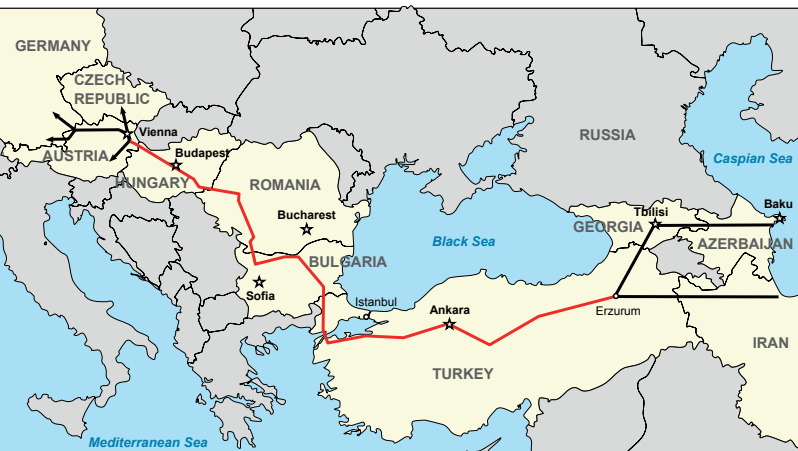 GERMANY
CZECH
REPUBLIC
Vienna
RUSSIA
AUSTRIA
Budapest
Caspian Sea
HUNGARY
ROMANIA
Baku
Tbilisi
Bucharest
GEORGIA
Black Sea
AZERBAIJAN
BULGARIA
Sofia
Istanbul
Ankara
Erzurum
IRAN
TURKEY
Mediterranean Sea